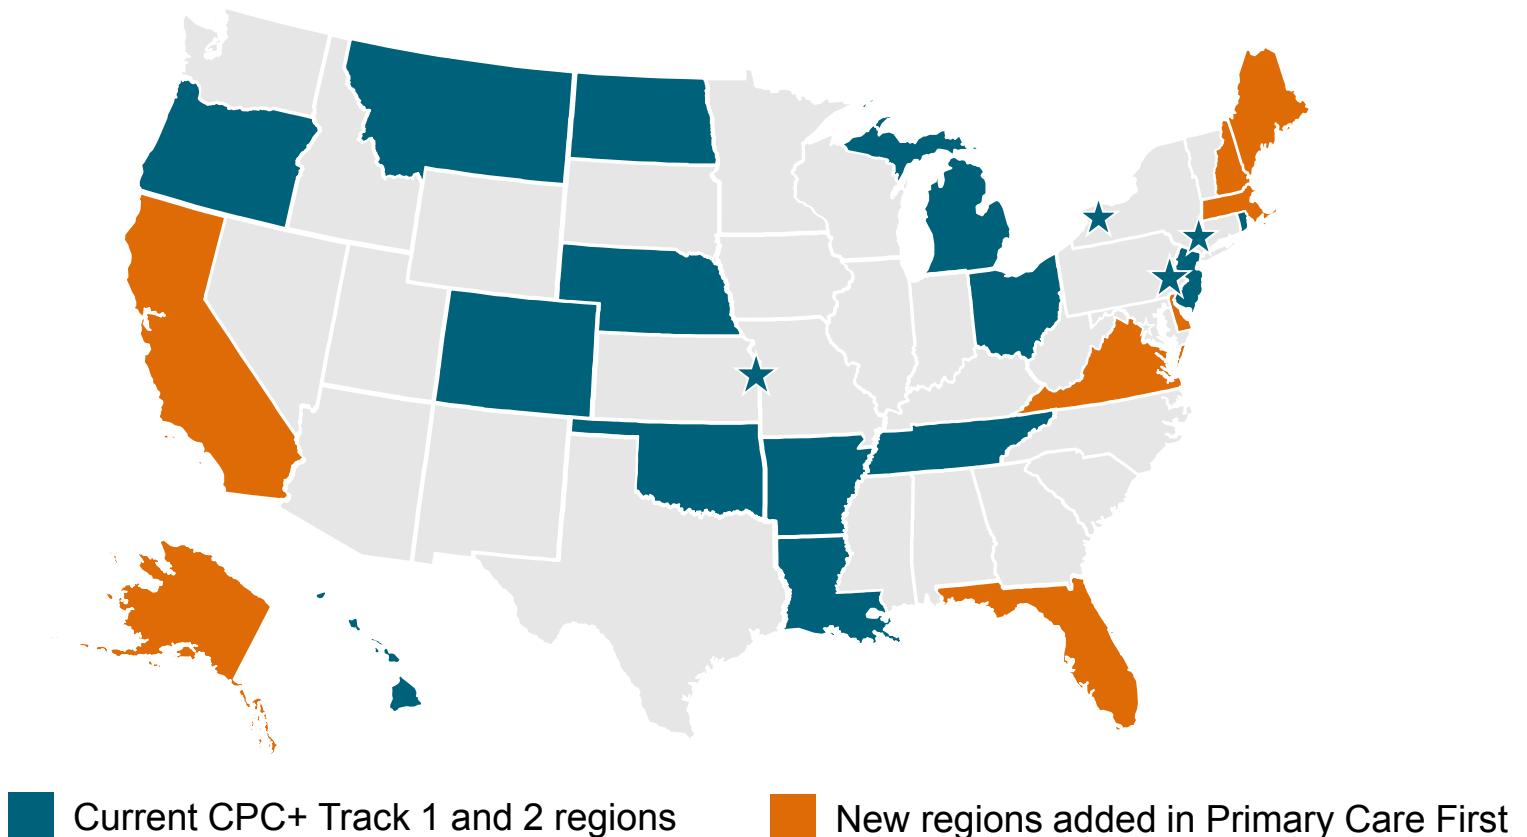 Current CPC+ Track 1 and 2 regions
New regions added in Primary Care First